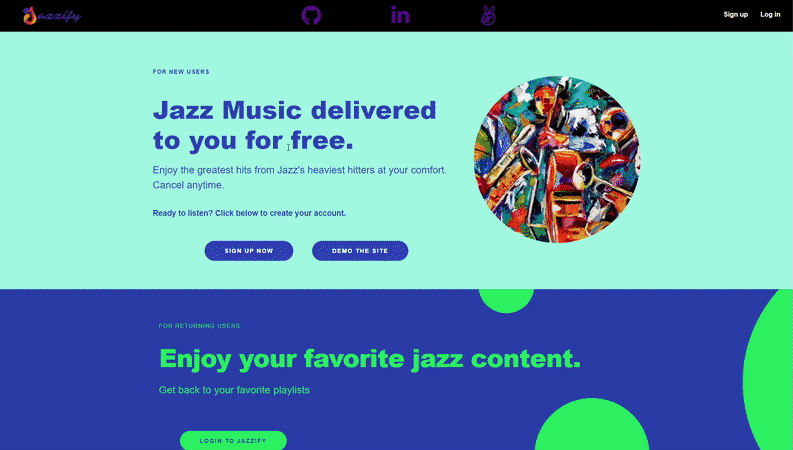 Jazzify
in
Sign up
Log in
FOR NEW USERS
Jazz Music delivered
to you for free.
Enjoy the greatest hits from Jazz's heaviest hitters at your comfort.
Cancel anytime.
Ready to listen? Click below to create your account.
SIGN UP NOW
DEMO THE SITE
FOR RETURNING USERS
Enjoy your favorite jazz content.
Get back to your favorite playlists
LOGIN TO JAZZIFY